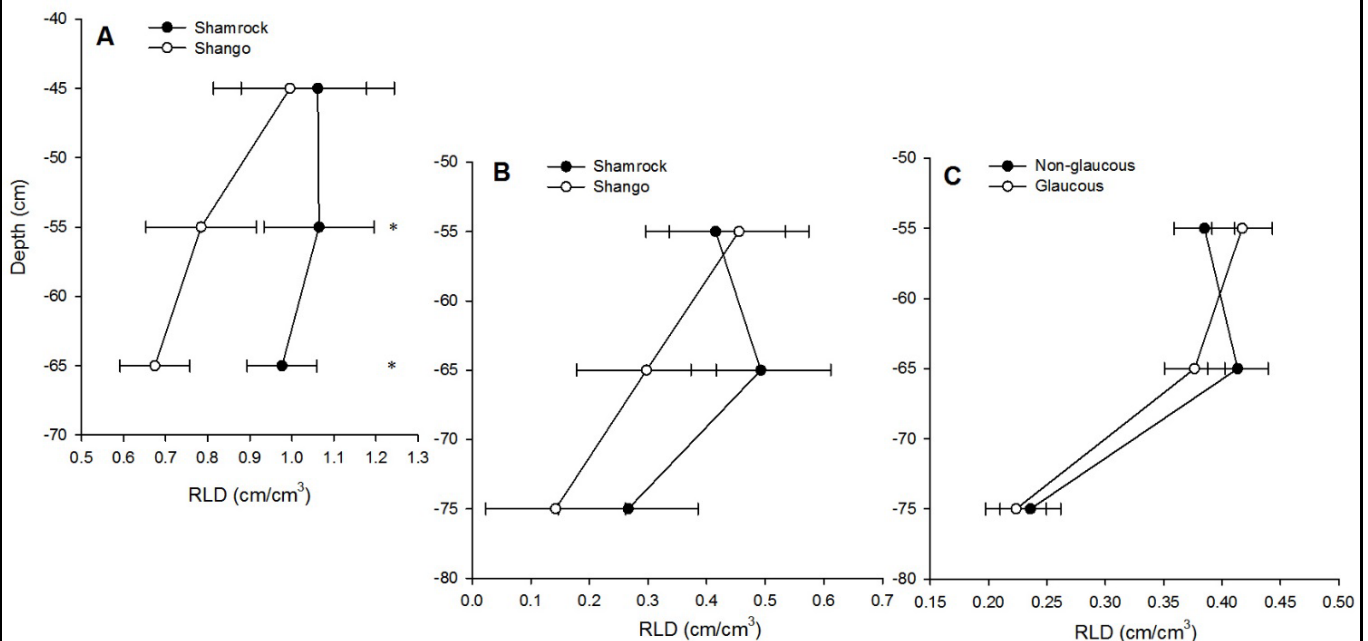 A
Shamrock
Shango
-40
-45
-50
-55
-60
-65
-70
Depth (cm)
*
*
0.5 0.6 0.7 0.8 0.9 1.0 1.1 1.2 1.3
RLD (cm/cm³)
B
Shamrock
Shango
-50
-55
-60
-65
-70
-75
-80
0.0 0.1 0.2 0.3 0.4 0.5 0.6 0.7
RLD (cm/cm³)
C
Non-glaucous
Glaucous
-50
-55
-60
-65
-70
-75
-80
0.15 0.20 0.25 0.30 0.35 0.40 0.45 0.50
RLD (cm/cm³)